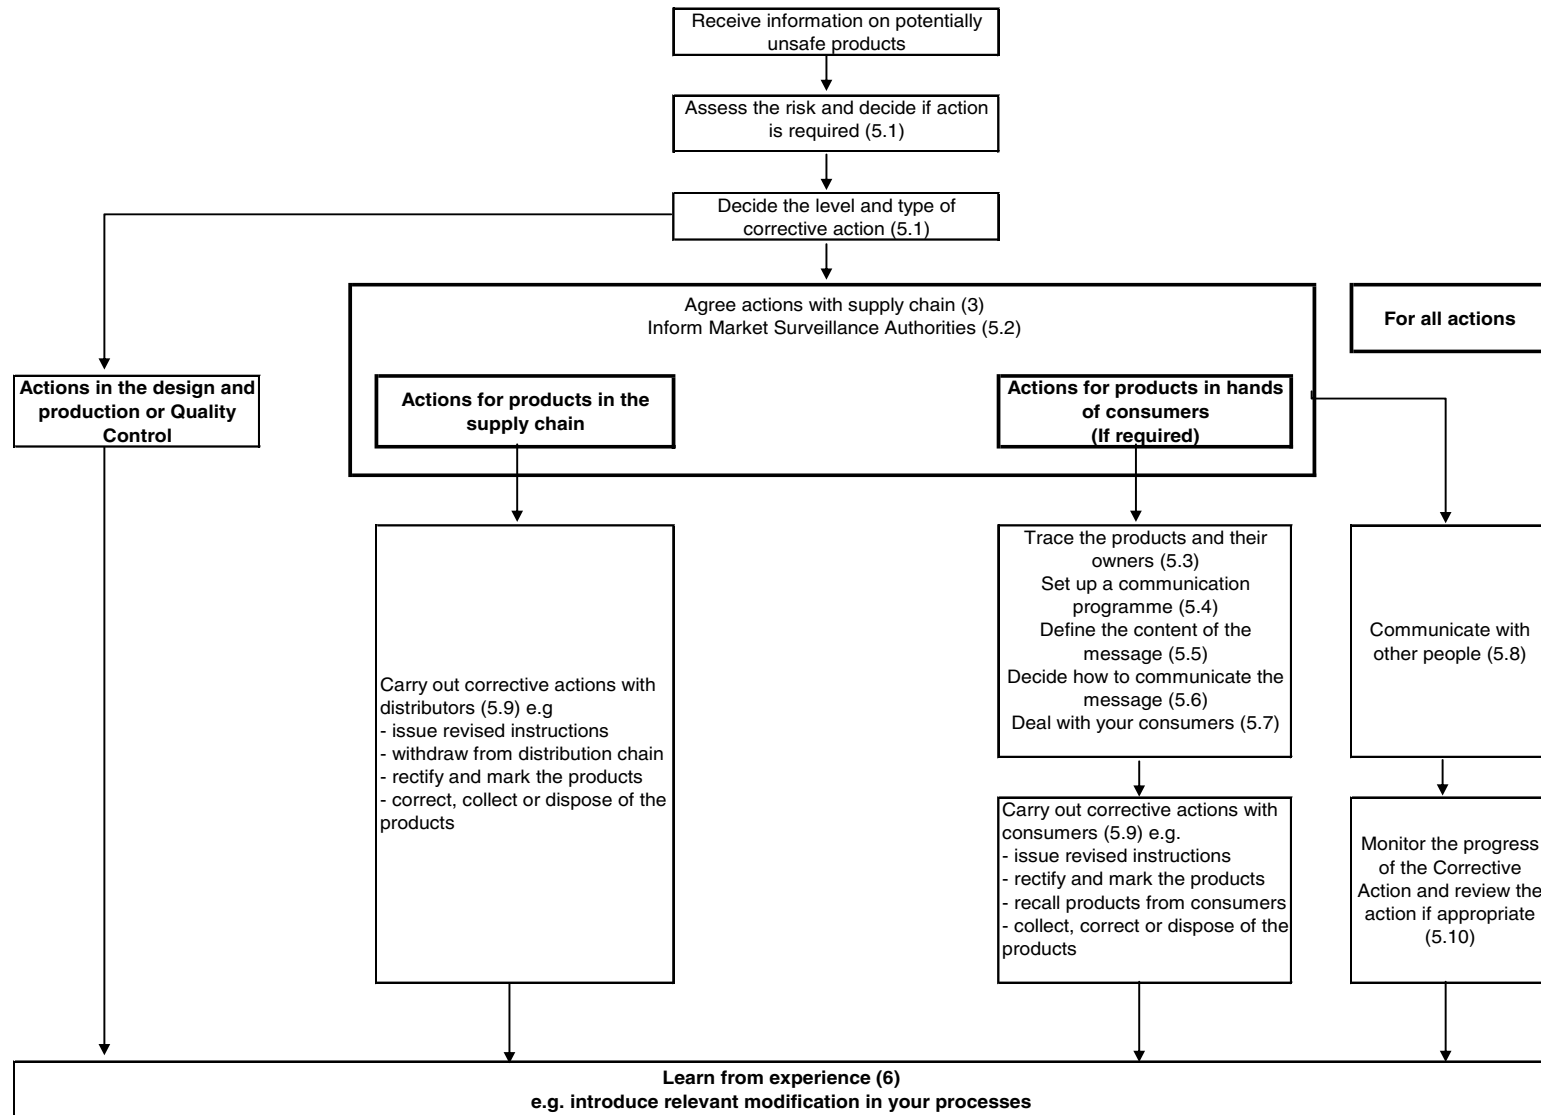 Receive information on potentially
unsafe products
Assess the risk and decide if action
is required (5.1)
Decide the level and type of
corrective action (5.1)
Agree actions with supply chain (3)
Inform Market Surveillance Authorities (5.2)
For all actions
Actions in the design and
production or Quality
Control
Actions for products in the
supply chain
Actions for products in hands
of consumers
(If required)
Carry out corrective actions with
distributors (5.9) e.g
- issue revised instructions
- withdraw from distribution chain
- rectify and mark the products
- correct, collect or dispose of the
products
Trace the products and their
owners (5.3)
Set up a communication
programme (5.4)
Define the content of the
message (5.5)
Decide how to communicate the
message (5.6)
Deal with your consumers (5.7)
Carry out corrective actions with
consumers (5.9) e.g.
- issue revised instructions
- rectify and mark the products
- recall products from consumers
- collect, correct or dispose of the
products
Communicate with
other people (5.8)
Monitor the progress
of the Corrective
Action and review the
action if appropriate
(5.10)
Learn from experience (6)
e.g. introduce relevant modification in your processes